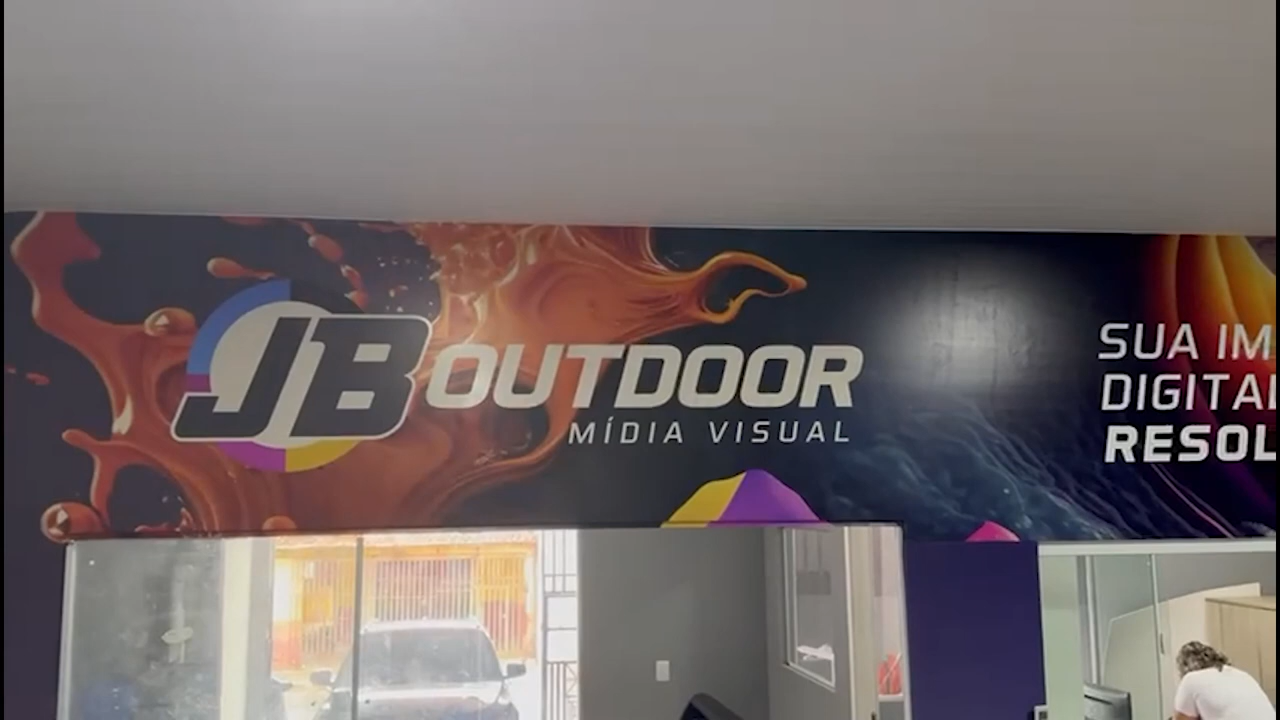 JB OUTDOOR
MÍDIA VISUAL
SUA IM
DIGITA
RESOL